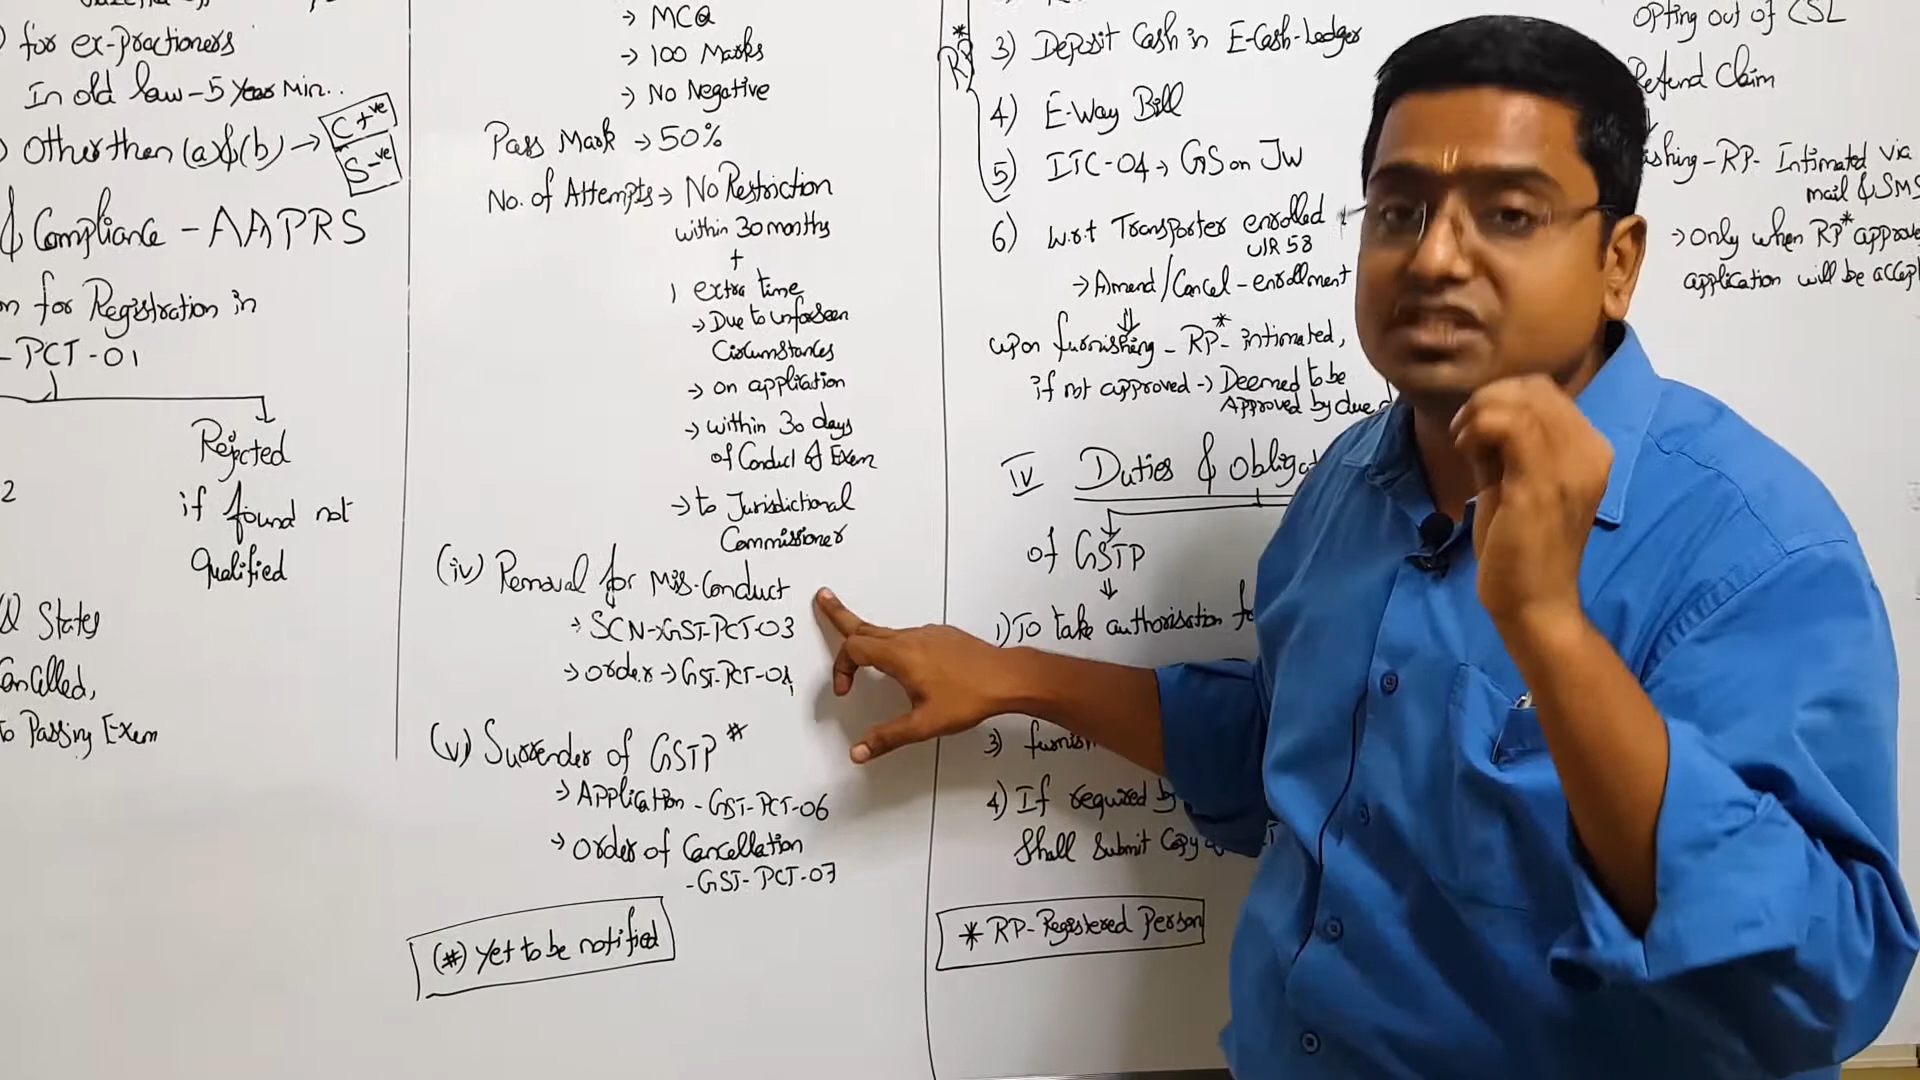 for ex-practioners
In old law - 5 Year Min..
Other then (a)&(b) → C +ve
S -ve
& Compliance - AAPRS
for Registration in
-PCT-01
Rejected
if found not
Qualified
2
States
Cancelled,
to Passing Exam
→ MCQ
→ 100 Marks
→ No Negative
Pass Mark → 50%
No. of Attempts → No Restriction
within 30 months
+
extra time
→ Due to unforseen
Circumstances
→ on application
→ within 30 days
of Conduct of Exam
→ to Jurisdictional
Commissioner
(iv) Removal for Mis-Conduct
→ SCN → GST-PCT-03
→ order → GST-PCT-04
(v) Surrender of GSTP #
→ Application - GST-PCT-06
→ order of Cancellation
- GST-PCT-07
(#) Yet to be notified
* RP
3) Deposit Cash in E-Cash-Ledger
4) E-Way Bill
5) ITC-04 → GS on JW
6) w.r.t Transporter enrolled
U/R 58
→ Amend/Cancel - enrollment
⇓
upon furnishing - RP* intimated,
if not approved → Deemed to be
Approved by due
IV Duties &
of GSTP
⇓
1) To take authorisation
3)
4) If required by
Shall Submit Copy
* RP - Registered Person
Opting out of CSL
Refund Claim
- RP - Intimated via
mail & SMS
→ Only when RP*
application will be